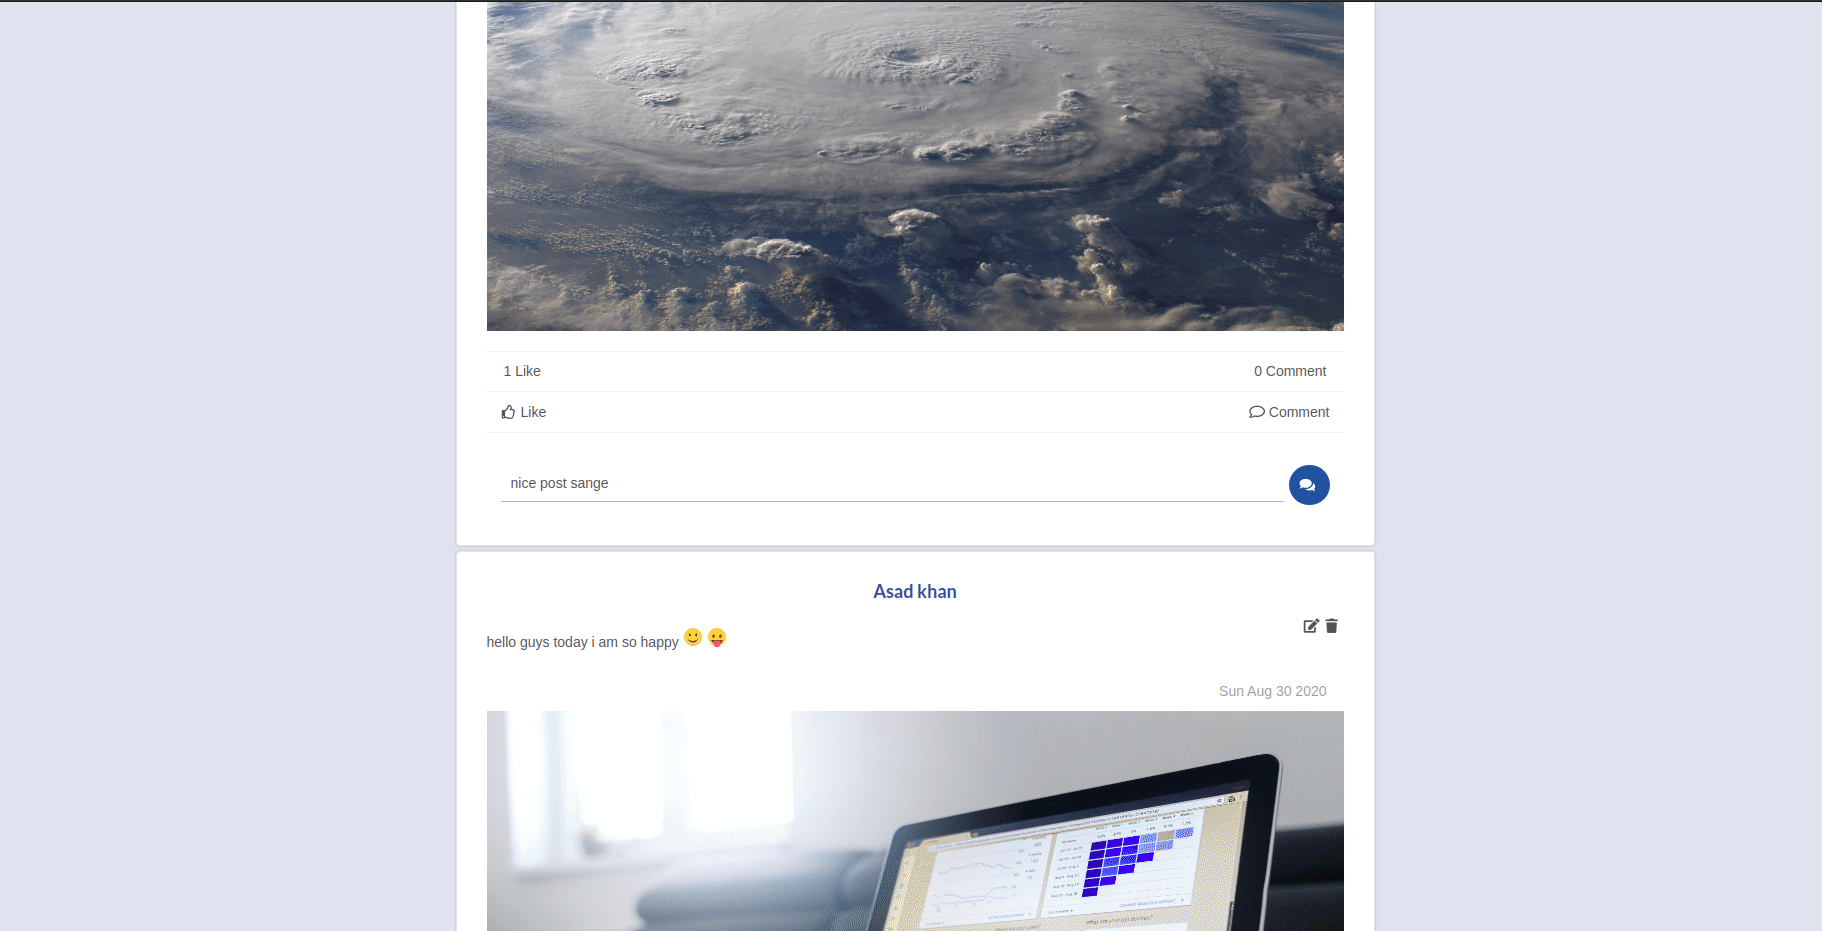 1 Like
0 Comment
Like
Comment
nice post sange
Asad khan
hello guys today i am so happy
Sun Aug 30 2020